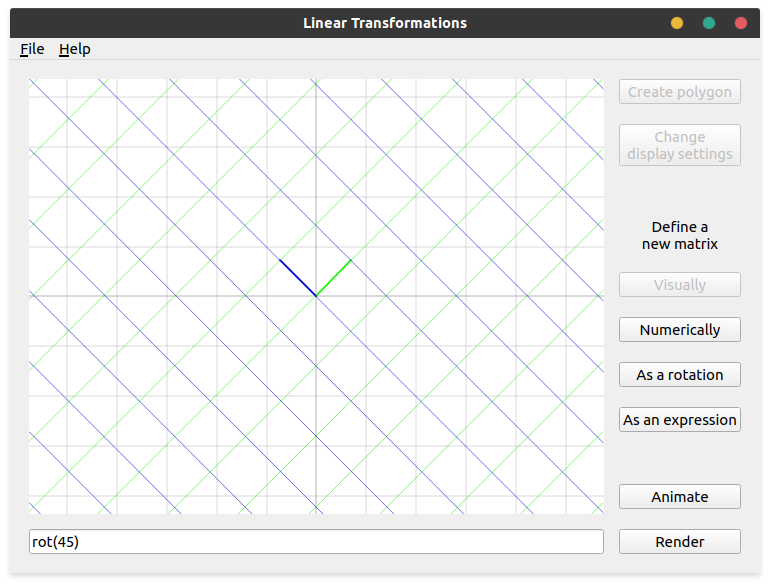 Linear Transformations
File Help
Create polygon
Change
display settings
Define a
new matrix
Visually
Numerically
As a rotation
As an expression
Animate
rot(45)
Render